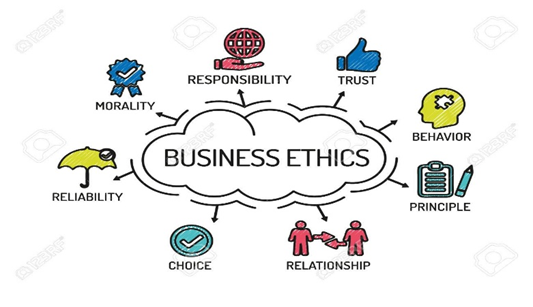 RESPONSIBILITY
TRUST
MORALITY
BEHAVIOR
BUSINESS ETHICS
RELIABILITY
PRINCIPLE
CHOICE
RELATIONSHIP